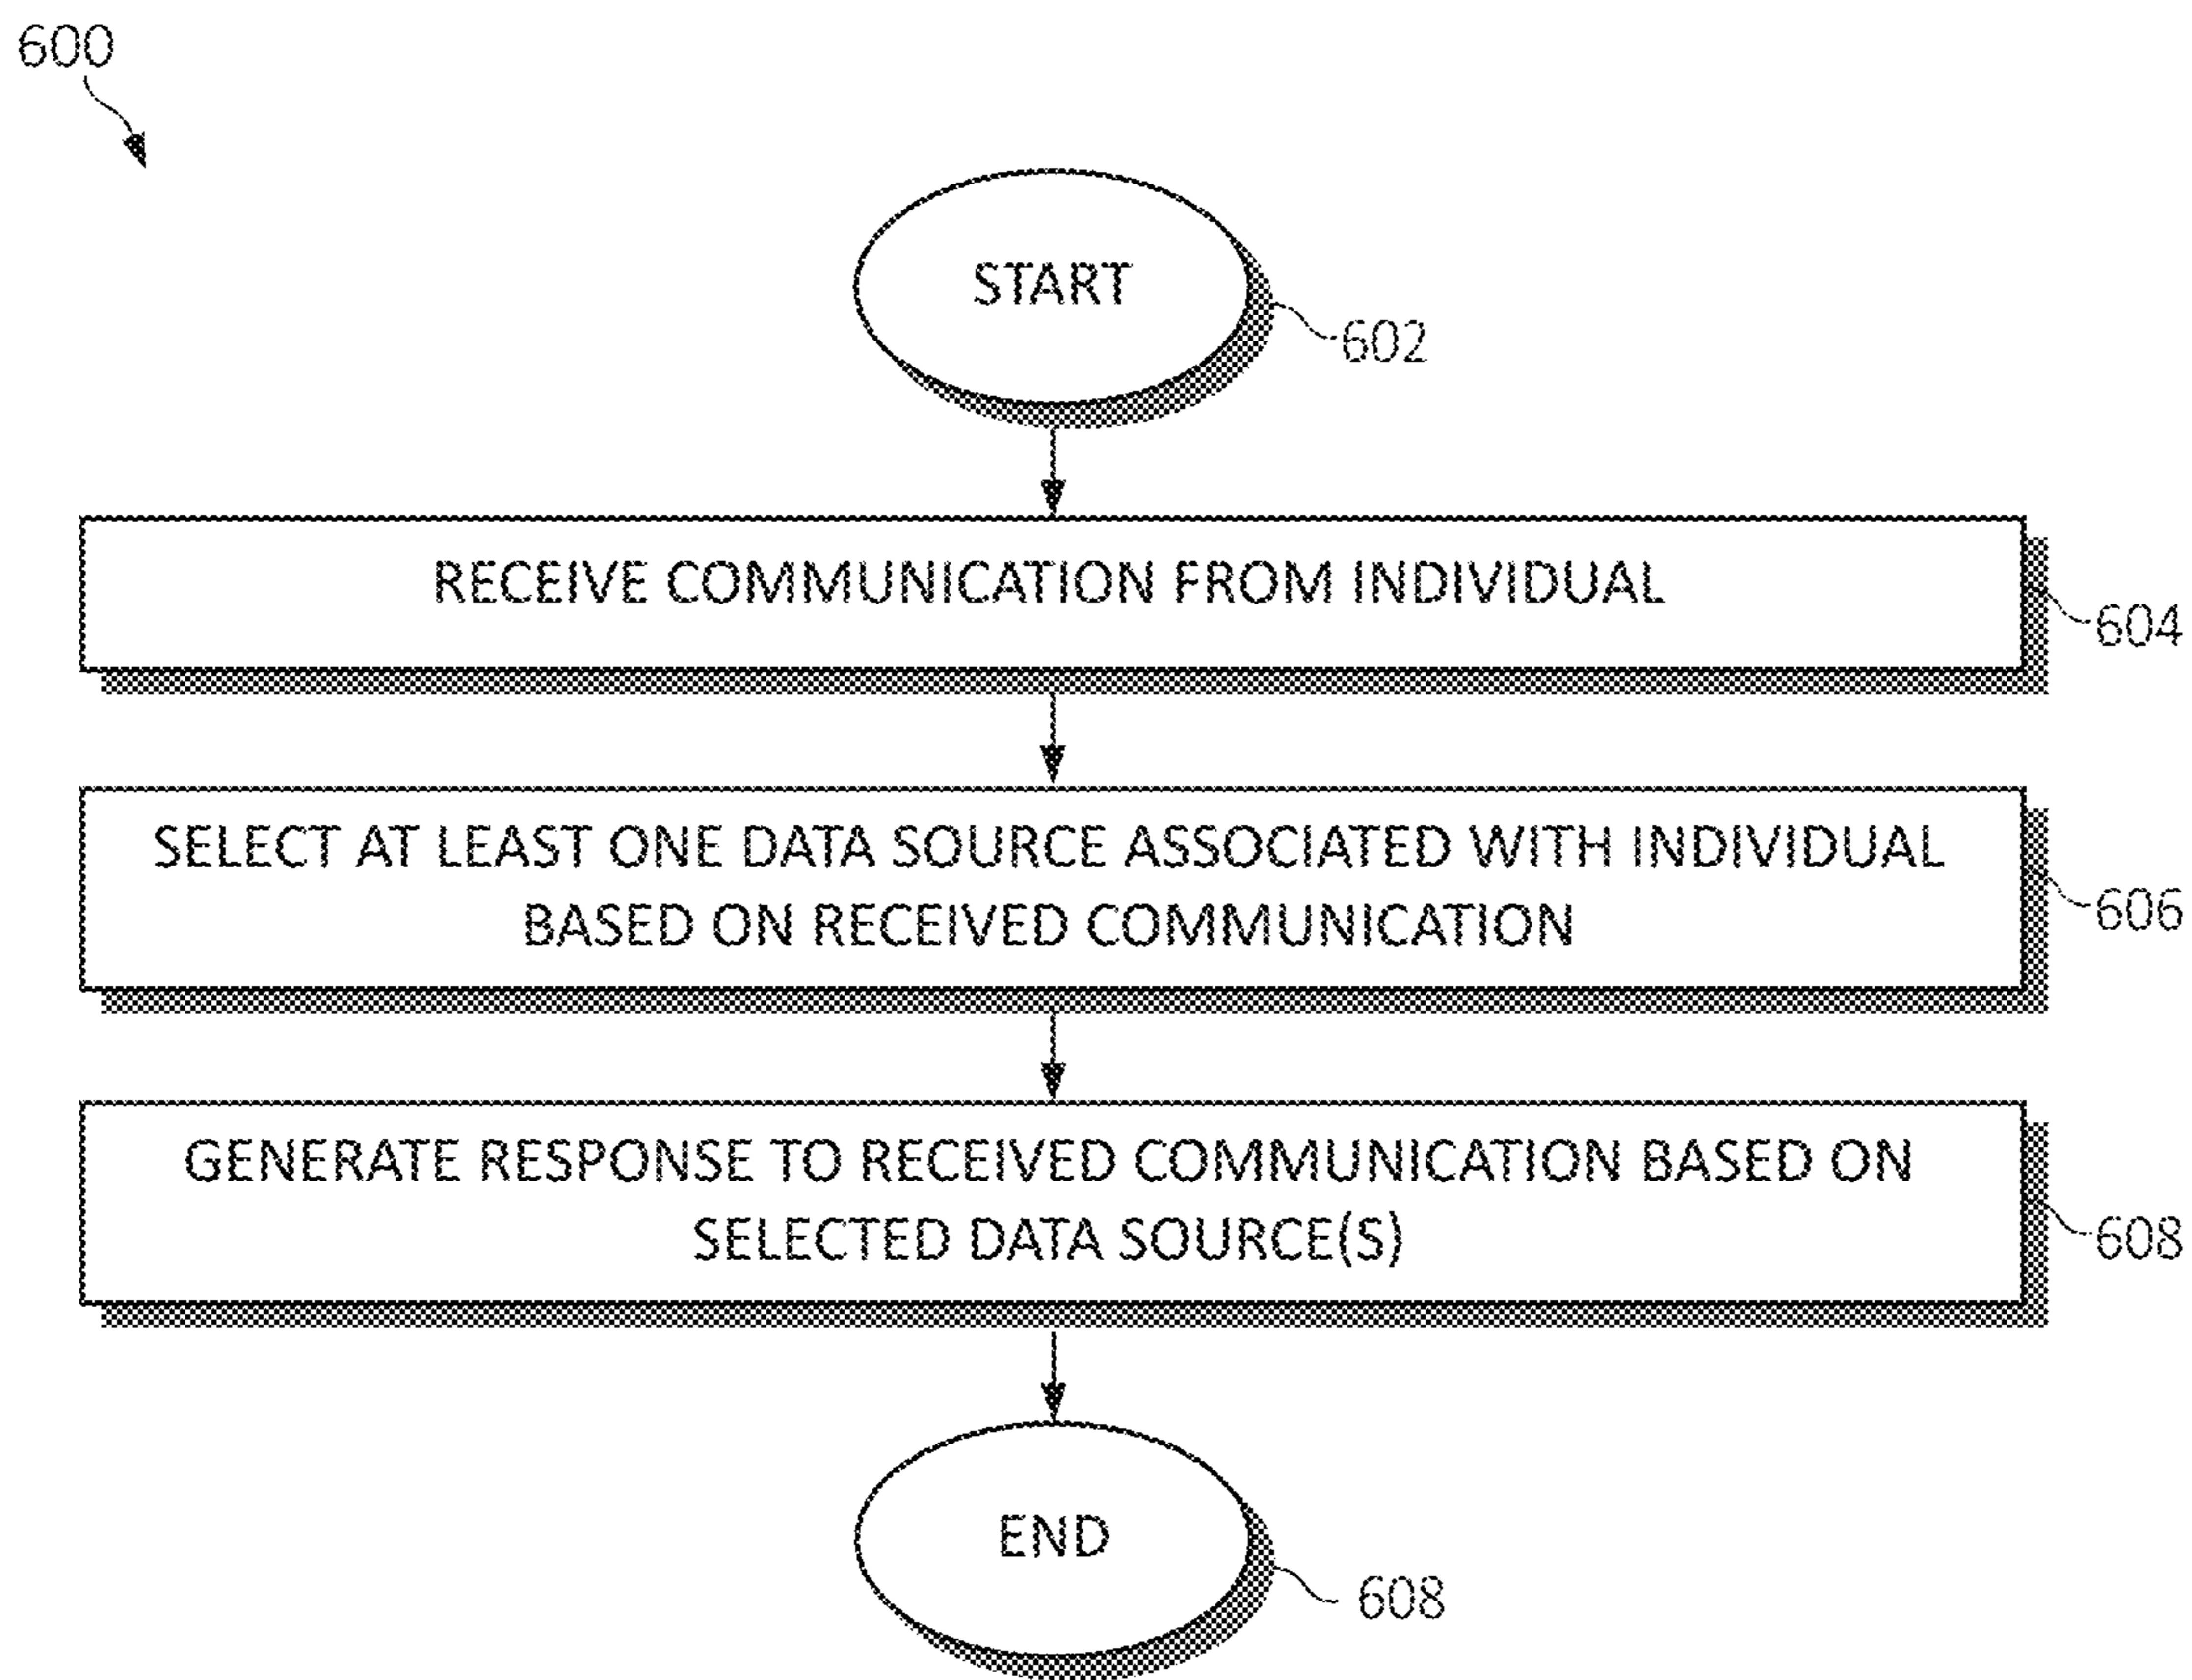 600
START
602
RECEIVE COMMUNICATION FROM INDIVIDUAL
604
SELECT AT LEAST ONE DATA SOURCE ASSOCIATED WITH INDIVIDUAL
BASED ON RECEIVED COMMUNICATION
606
GENERATE RESPONSE TO RECEIVED COMMUNICATION BASED ON
SELECTED DATA SOURCE(S)
608
END
608